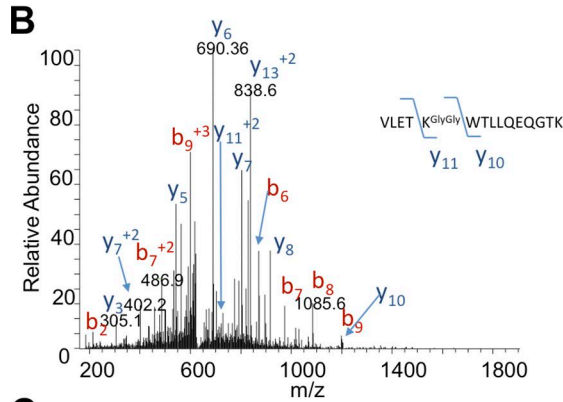 B
Relative Abundance
100
80
60
40
20
0
200
600
1000
1400
1800
m/z
y6
690.36
y13+2
838.6
b9+3
y11+2
y7
y5
b6
y7+2
b7+2
y8
486.9
y3
402.2
305.1
b2
b7
b8
1085.6
b9
y10
VLET KGlyGly WTLLQEQGTK
y11 y10